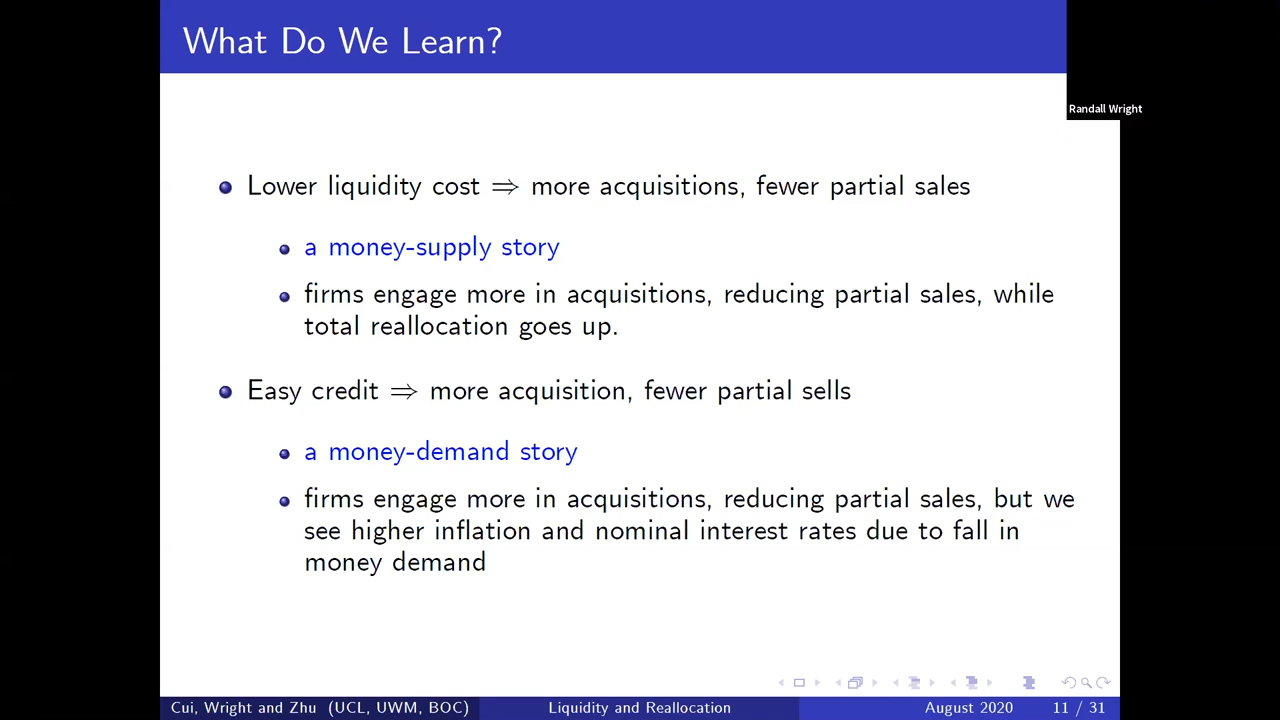 What Do We Learn?
Randall Wright
Lower liquidity cost ⇒ more acquisitions, fewer partial sales
a money-supply story
firms engage more in acquisitions, reducing partial sales, while
total reallocation goes up.
Easy credit ⇒ more acquisition, fewer partial sells
a money-demand story
firms engage more in acquisitions, reducing partial sales, but we
see higher inflation and nominal interest rates due to fall in
money demand
Cui, Wright and Zhu (UCL, UWM, BOC) Liquidity and Reallocation August 2020 11 / 31